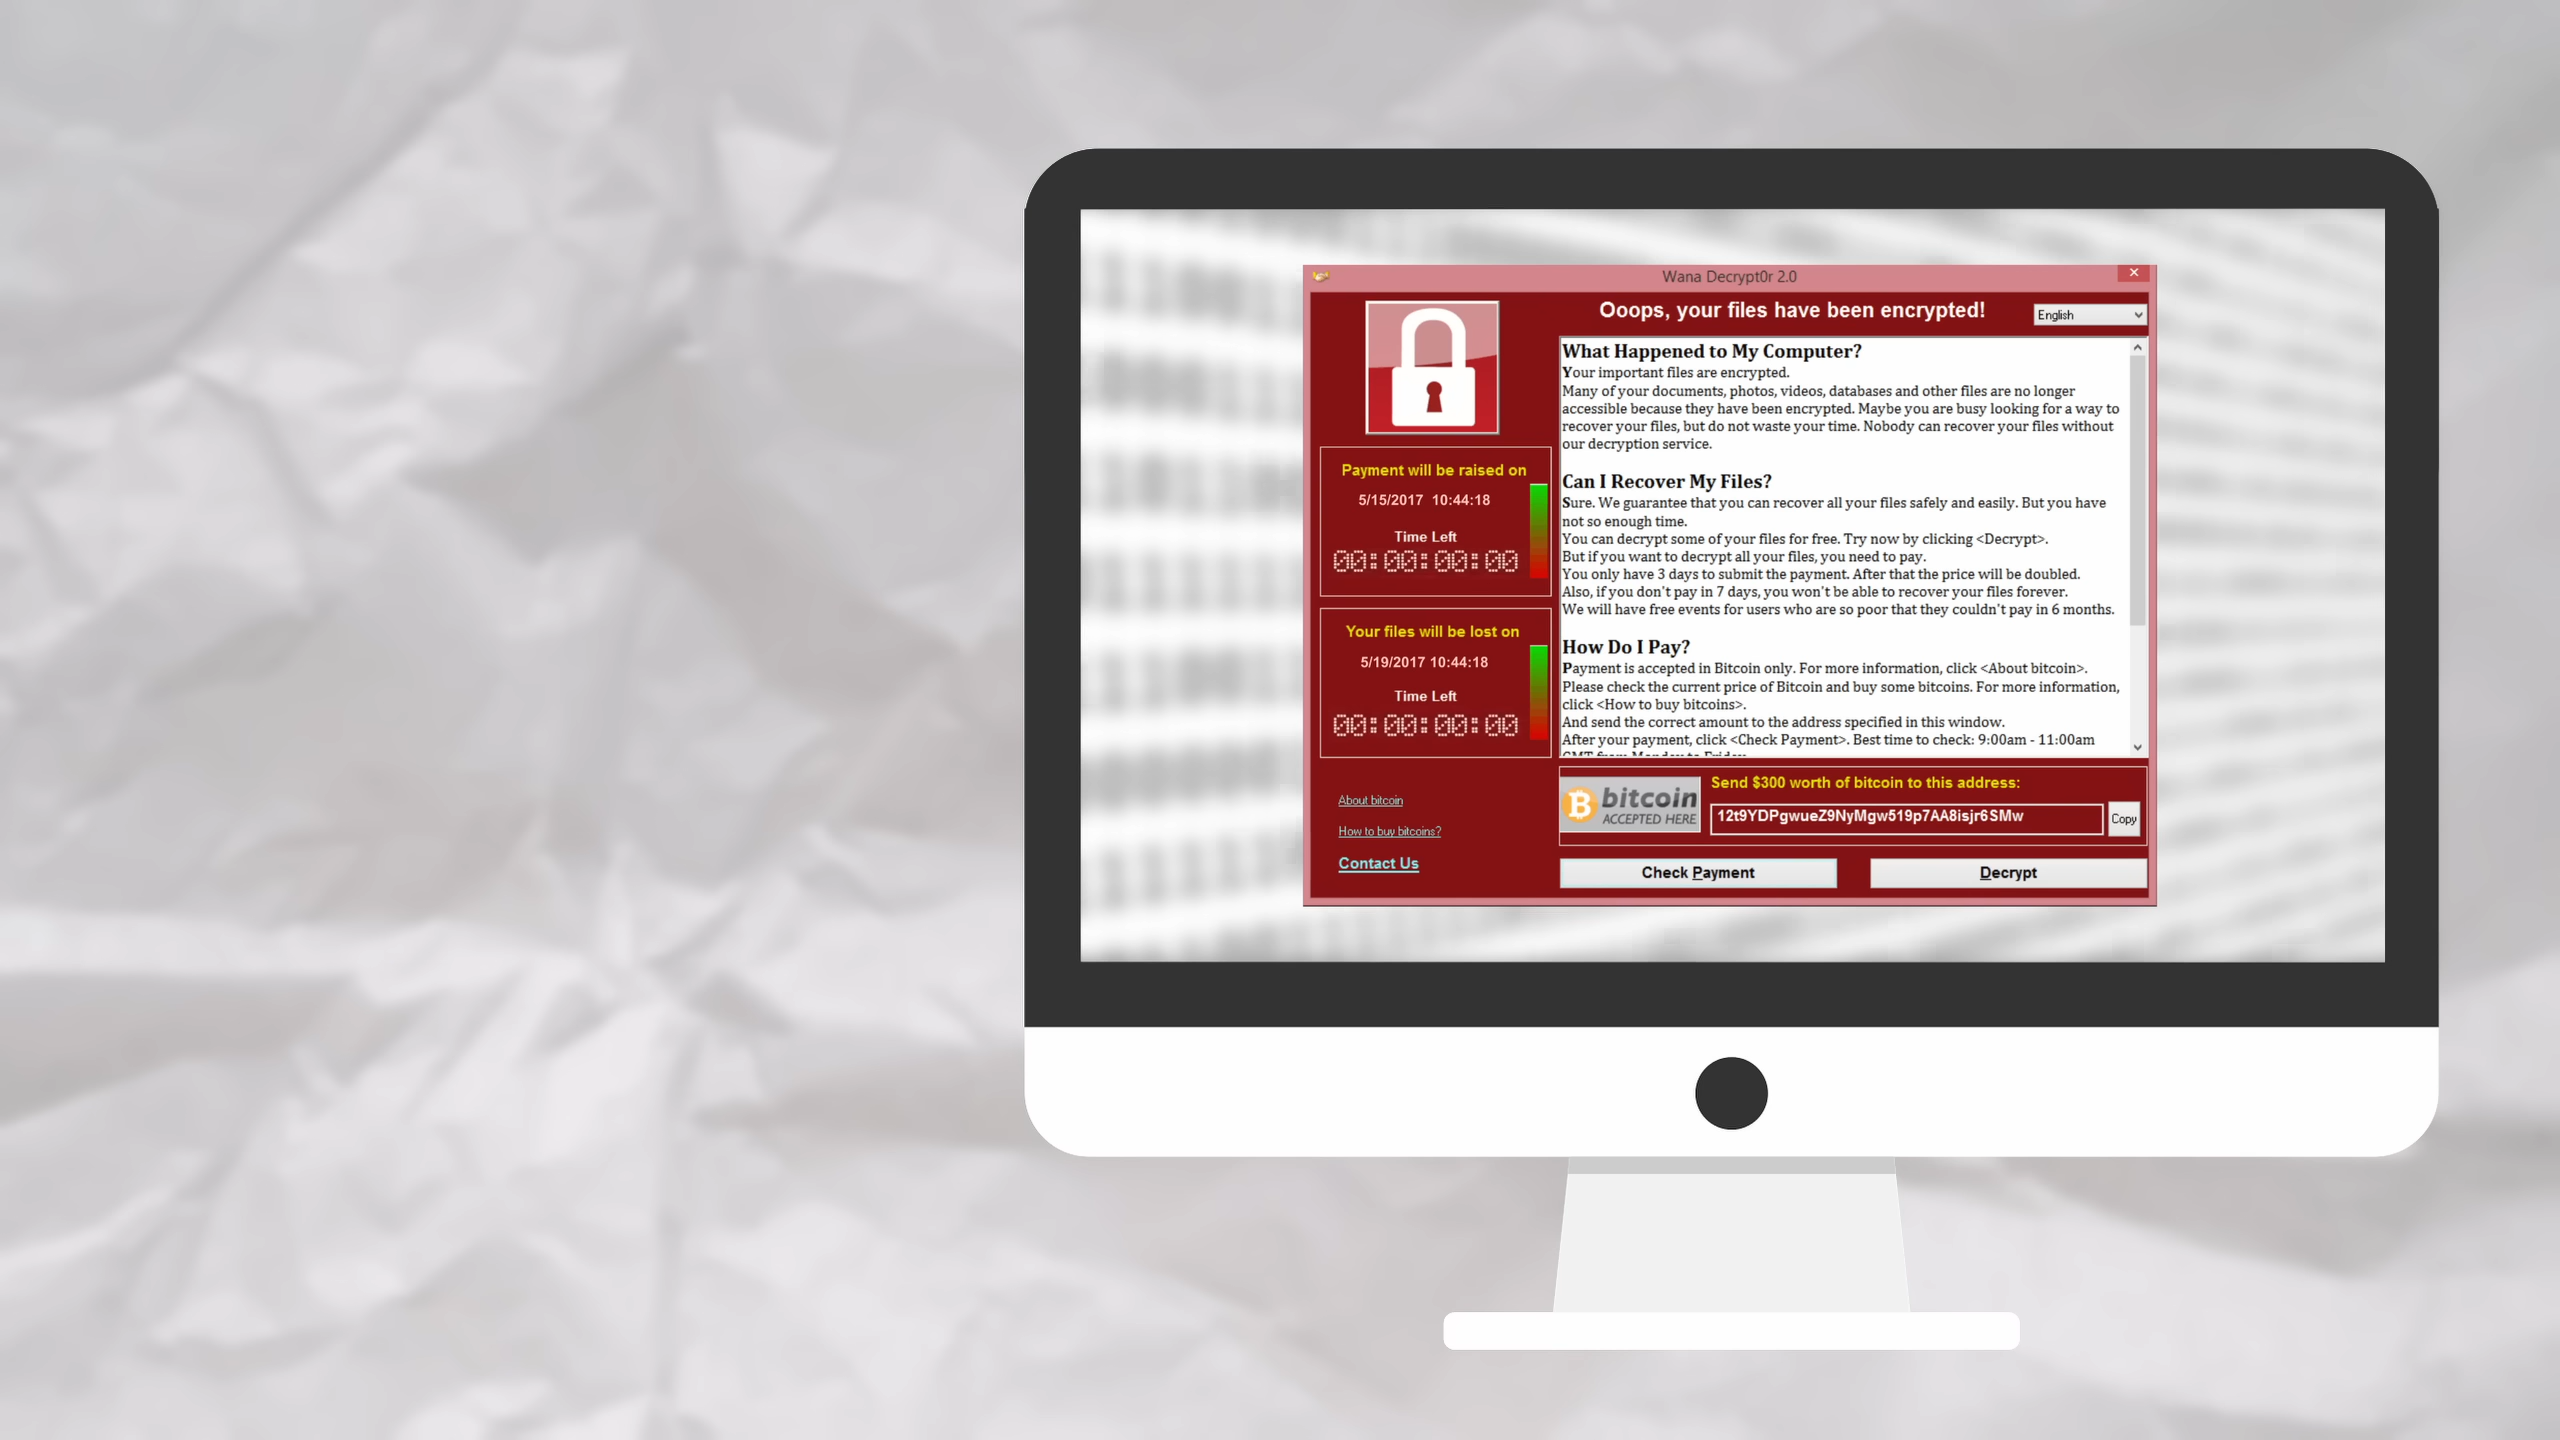 Wana Decrypt0r 2.0
Ooops, your files have been encrypted!
English
Payment will be raised on
5/15/2017 10:44:18
Time Left
00:00:00:00
Your files will be lost on
5/19/2017 10:44:18
Time Left
00:00:00:00
About bitcoin
How to buy bitcoins?
Contact Us
What Happened to My Computer?
Your important files are encrypted.
Many of your documents, photos, videos, databases and other files are no longer
accessible because they have been encrypted. Maybe you are busy looking for a way to
recover your files, but do not waste your time. Nobody can recover your files without
our decryption service.
Can I Recover My Files?
Sure. We guarantee that you can recover all your files safely and easily. But you have
not so enough time.
You can decrypt some of your files for free. Try now by clicking <Decrypt>.
But if you want to decrypt all your files, you need to pay.
You only have 3 days to submit the payment. After that the price will be doubled.
Also, if you don't pay in 7 days, you won't be able to recover your files forever.
We will have free events for users who are so poor that they couldn't pay in 6 months.
How Do I Pay?
Payment is accepted in Bitcoin only. For more information, click <About bitcoin>.
Please check the current price of Bitcoin and buy some bitcoins. For more information,
click <How to buy bitcoins>.
And send the correct amount to the address specified in this window.
After your payment, click <Check Payment>. Best time to check: 9:00am - 11:00am
GMT from Monday to Friday
bitcoin
ACCEPTED HERE
Send $300 worth of bitcoin to this address:
12t9YDPgwueZ9NyMgw519p7AA8isjr6SMw
Copy
Check Payment
Decrypt